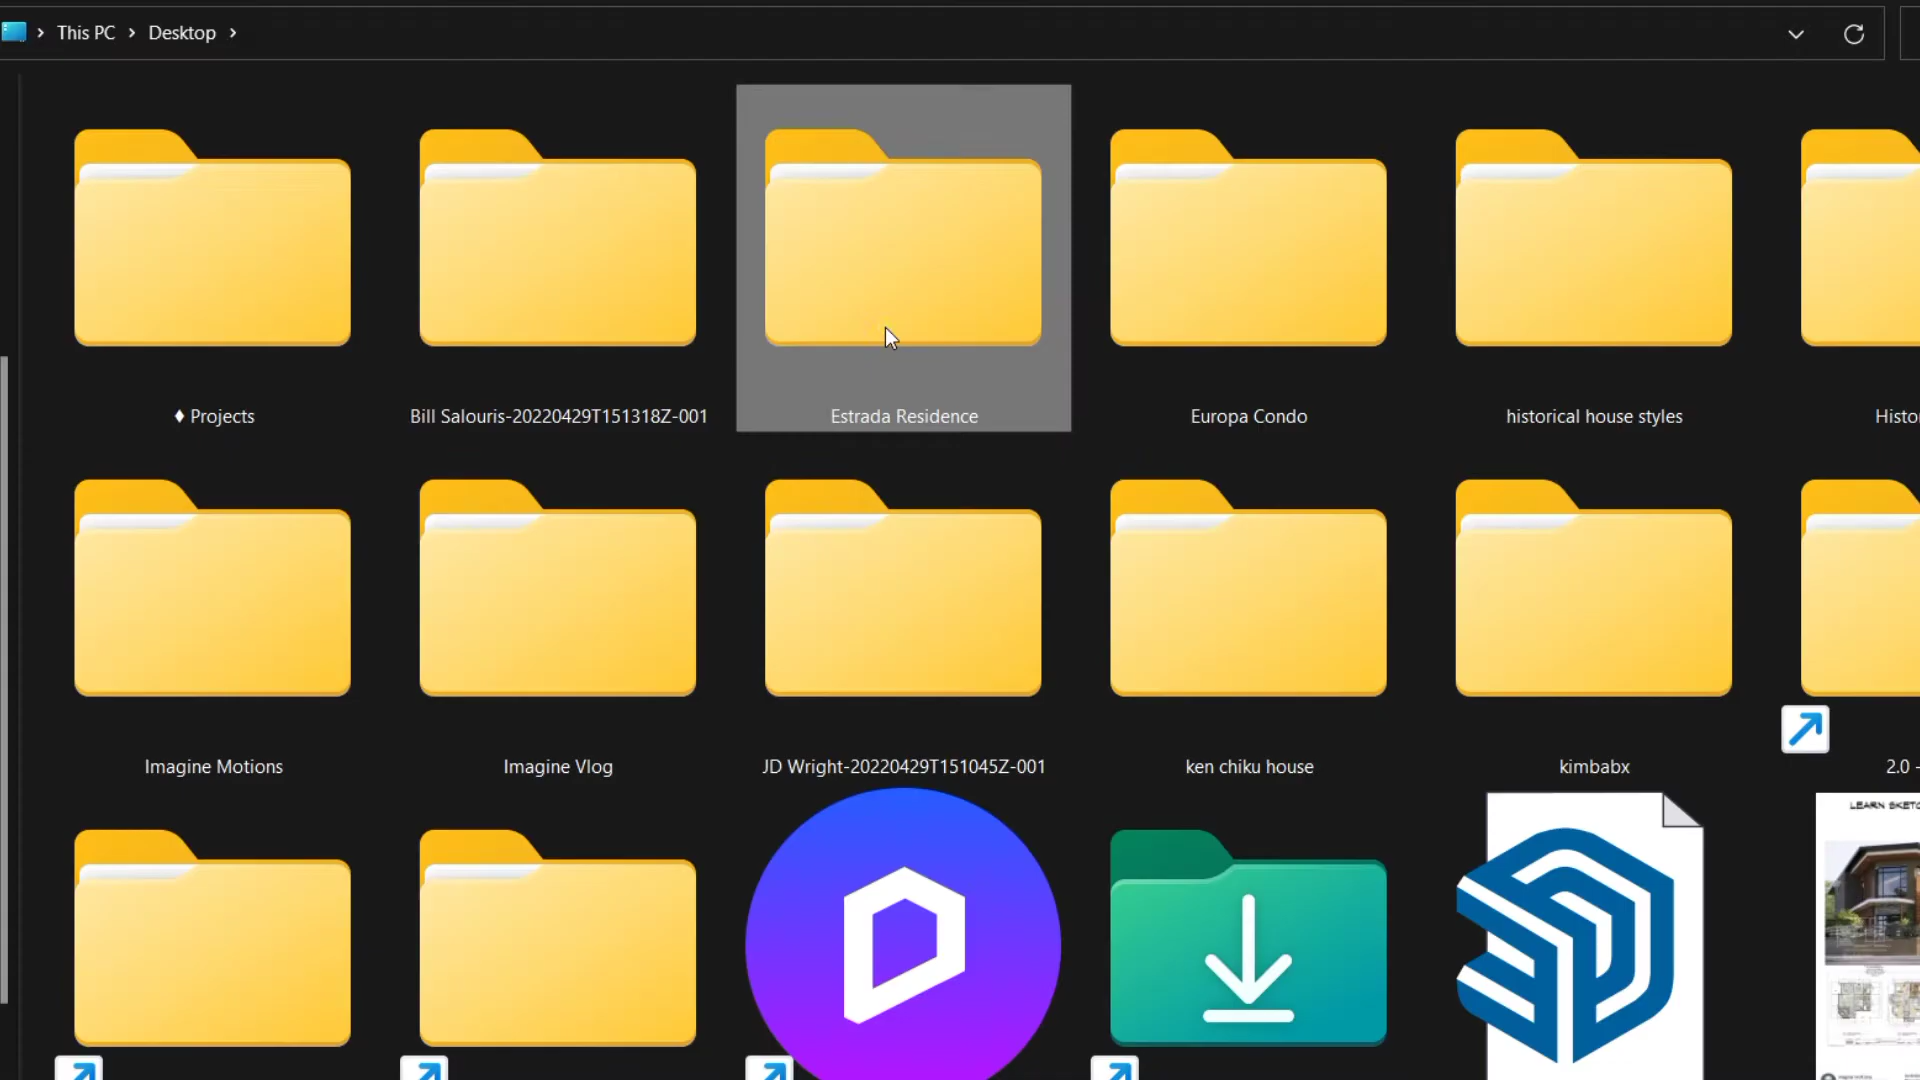 This PC
Desktop
♦ Projects
Bill Salouris-20220429T151318Z-001
Estrada Residence
Europa Condo
historical house styles
Histo
Imagine Motions
Imagine Vlog
JD Wright-20220429T151045Z-001
ken chiku house
kimbabx
2.0 -
LEARN SKETC